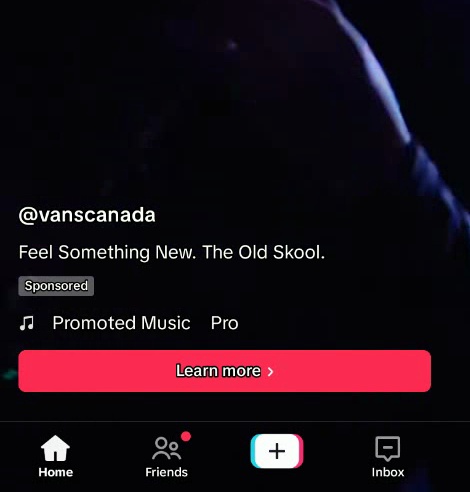 @vanscanada
Feel Something New. The Old Skool.
Sponsored
Promoted Music Pro
Learn more
Home Friends Inbox